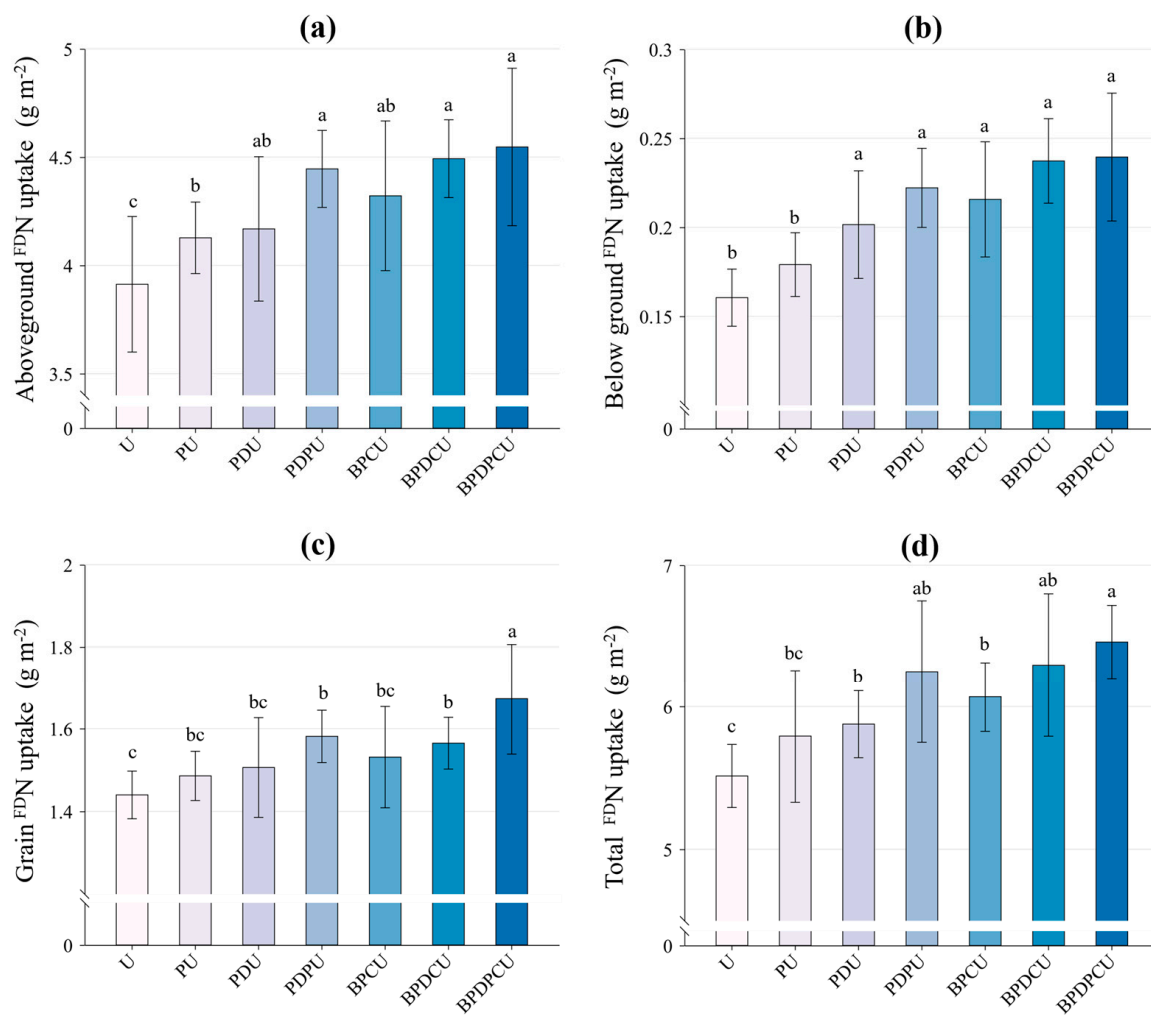 (a)
Aboveground ᶠᴰN uptake (g m⁻²)
5
4.5
4
3.5
0
c
b
ab
a
ab
a
a
U
PU
PDU
PDPU
BPCU
BPDCU
BPDPCU
(b)
Below ground ᶠᴰN uptake (g m⁻²)
0.3
0.25
0.2
0.15
0
b
b
a
a
a
a
a
U
PU
PDU
PDPU
BPCU
BPDCU
BPDPCU
(c)
Grain ᶠᴰN uptake (g m⁻²)
2
1.8
1.6
1.4
0
c
bc
bc
b
bc
b
a
U
PU
PDU
PDPU
BPCU
BPDCU
BPDPCU
(d)
Total ᶠᴰN uptake (g m⁻²)
7
6
5
0
c
bc
b
ab
b
ab
a
U
PU
PDU
PDPU
BPCU
BPDCU
BPDPCU